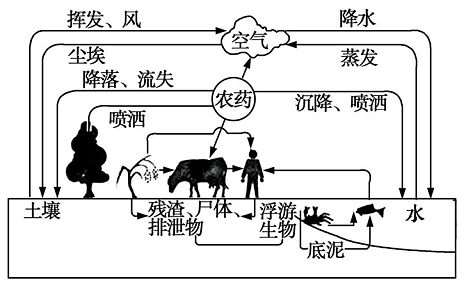 挥发、风
降水
空气
尘埃
蒸发
降落、流失
农药
沉降、喷洒
喷洒
土壤
残渣、尸体、
排泄物
浮游
生物
底泥
水